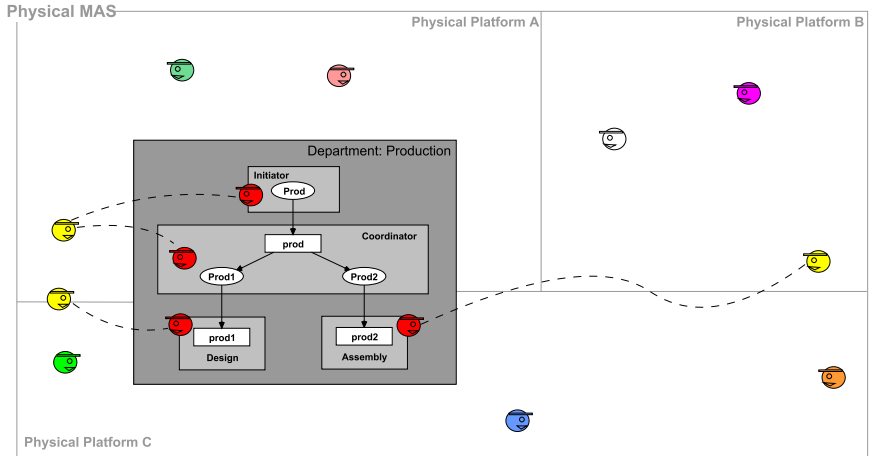 Physical MAS
Physical Platform A
Physical Platform B
Department: Production
Initiator
Prod
Coordinator
prod
Prod1
Prod2
prod1
prod2
Design
Assembly
Physical Platform C